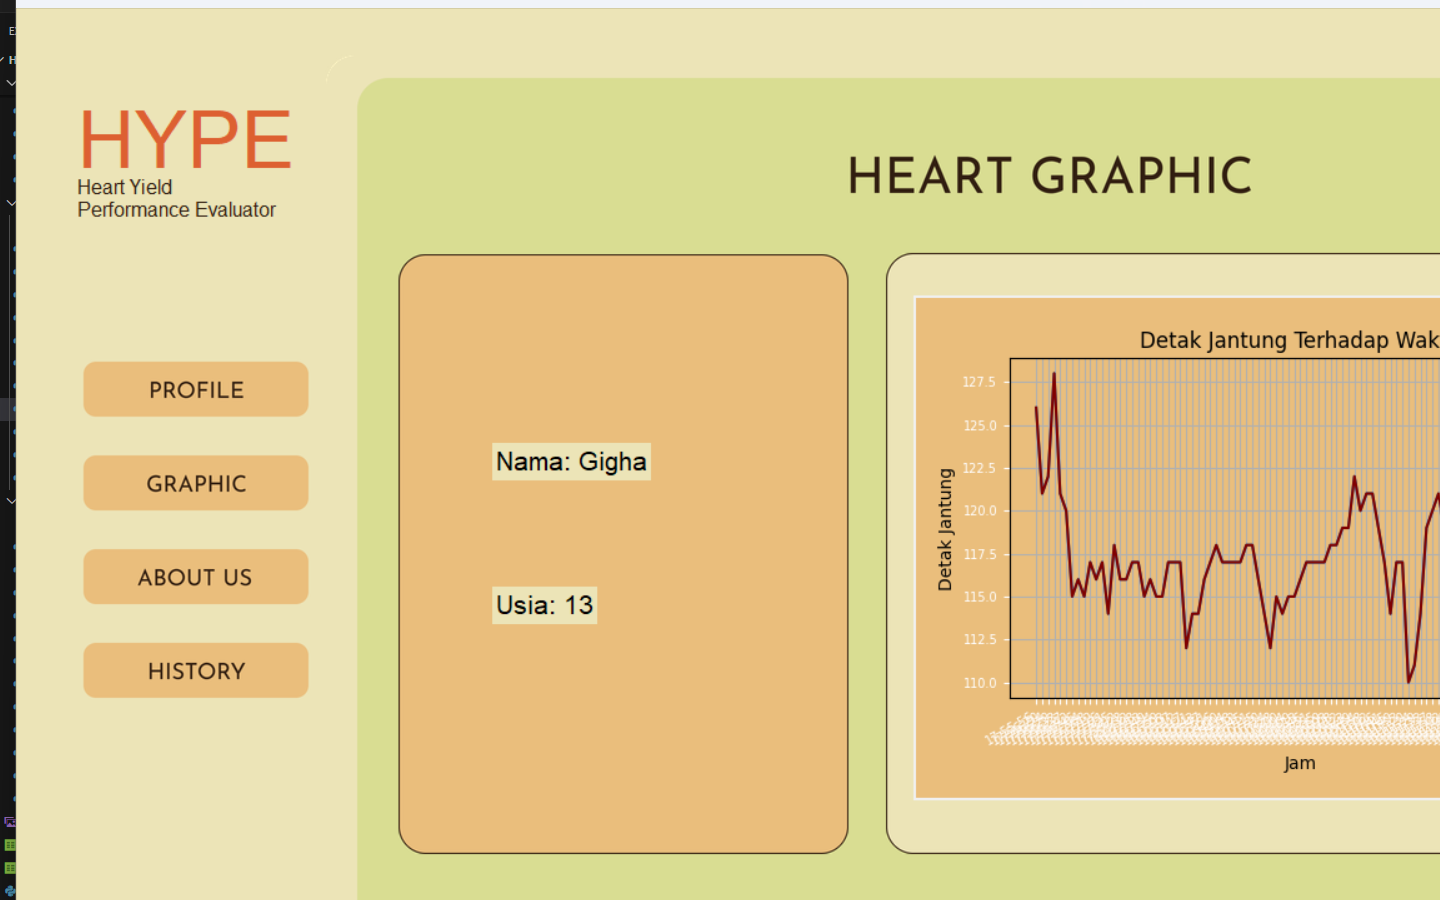 HYPE
Heart Yield
Performance Evaluator
PROFILE
GRAPHIC
ABOUT US
HISTORY
HEART GRAPHIC
Nama: Gigha
Usia: 13
Detak Jantung Terhadap Wak
Detak Jantung
127.5
125.0
122.5
120.0
117.5
115.0
112.5
110.0
Jam